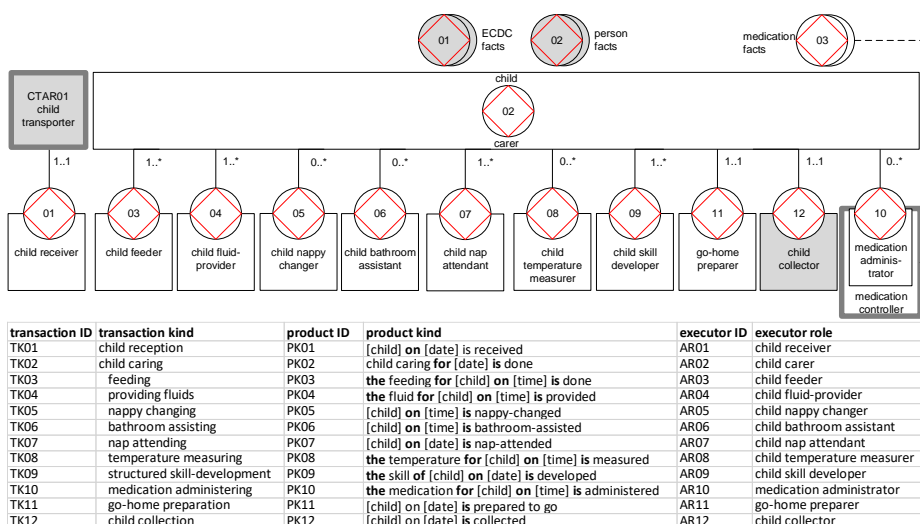 01
ECDC
facts
02
person
facts
medication
facts
03
CTAR01
child
transporter
child
02
carer
1..1
1..*
1..*
0..*
0..*
1..*
0..*
1..*
1..1
1..1
0..*
01
03
04
05
06
07
08
09
11
12
10
child receiver
child feeder
child fluid-
provider
child nappy
changer
child bathroom
assistant
child nap
attendant
child
temperature
measurer
child skill
developer
go-home
preparer
child
collector
medication
adminis-
trator
medication
controller
transaction ID transaction kind product ID product kind executor ID executor role
TK01 child reception PK01 [child] on [date] is received AR01 child receiver
TK02 child caring PK02 child caring for [date] is done AR02 child carer
TK03 feeding PK03 the feeding for [child] on [time] is done AR03 child feeder
TK04 providing fluids PK04 the fluid for [child] on [time] is provided AR04 child fluid-provider
TK05 nappy changing PK05 [child] on [time] is nappy-changed AR05 child nappy changer
TK06 bathroom assisting PK06 [child] on [time] is bathroom-assisted AR06 child bathroom assistant
TK07 nap attending PK07 [child] on [date] is nap-attended AR07 child nap attendant
TK08 temperature measuring PK08 the temperature for [child] on [time] is measured AR08 child temperature measurer
TK09 structured skill-development PK09 the skill of [child] on [date] is developed AR09 child skill developer
TK10 medication administering PK10 the medication for [child] on [time] is administered AR10 medication administrator
TK11 go-home preparation PK11 [child] on [date] is prepared to go AR11 go-home preparer
TK12 child collection PK12 [child] on [date] is collected AR12 child collector